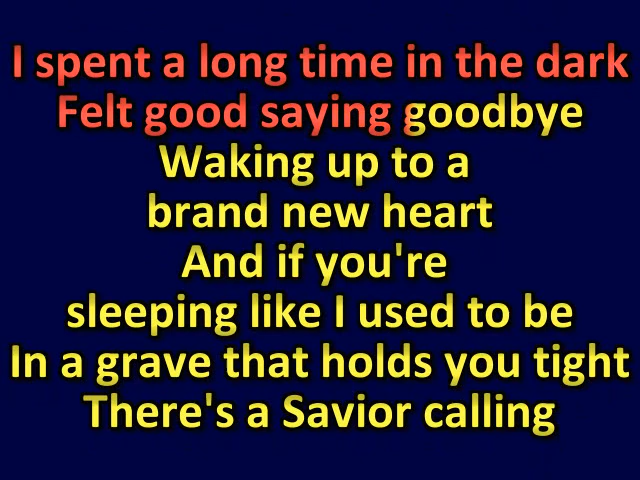 I spent a long time in the dark
Felt good saying goodbye
Waking up to a
brand new heart
And if you're
sleeping like I used to be
In a grave that holds you tight
There's a Savior calling